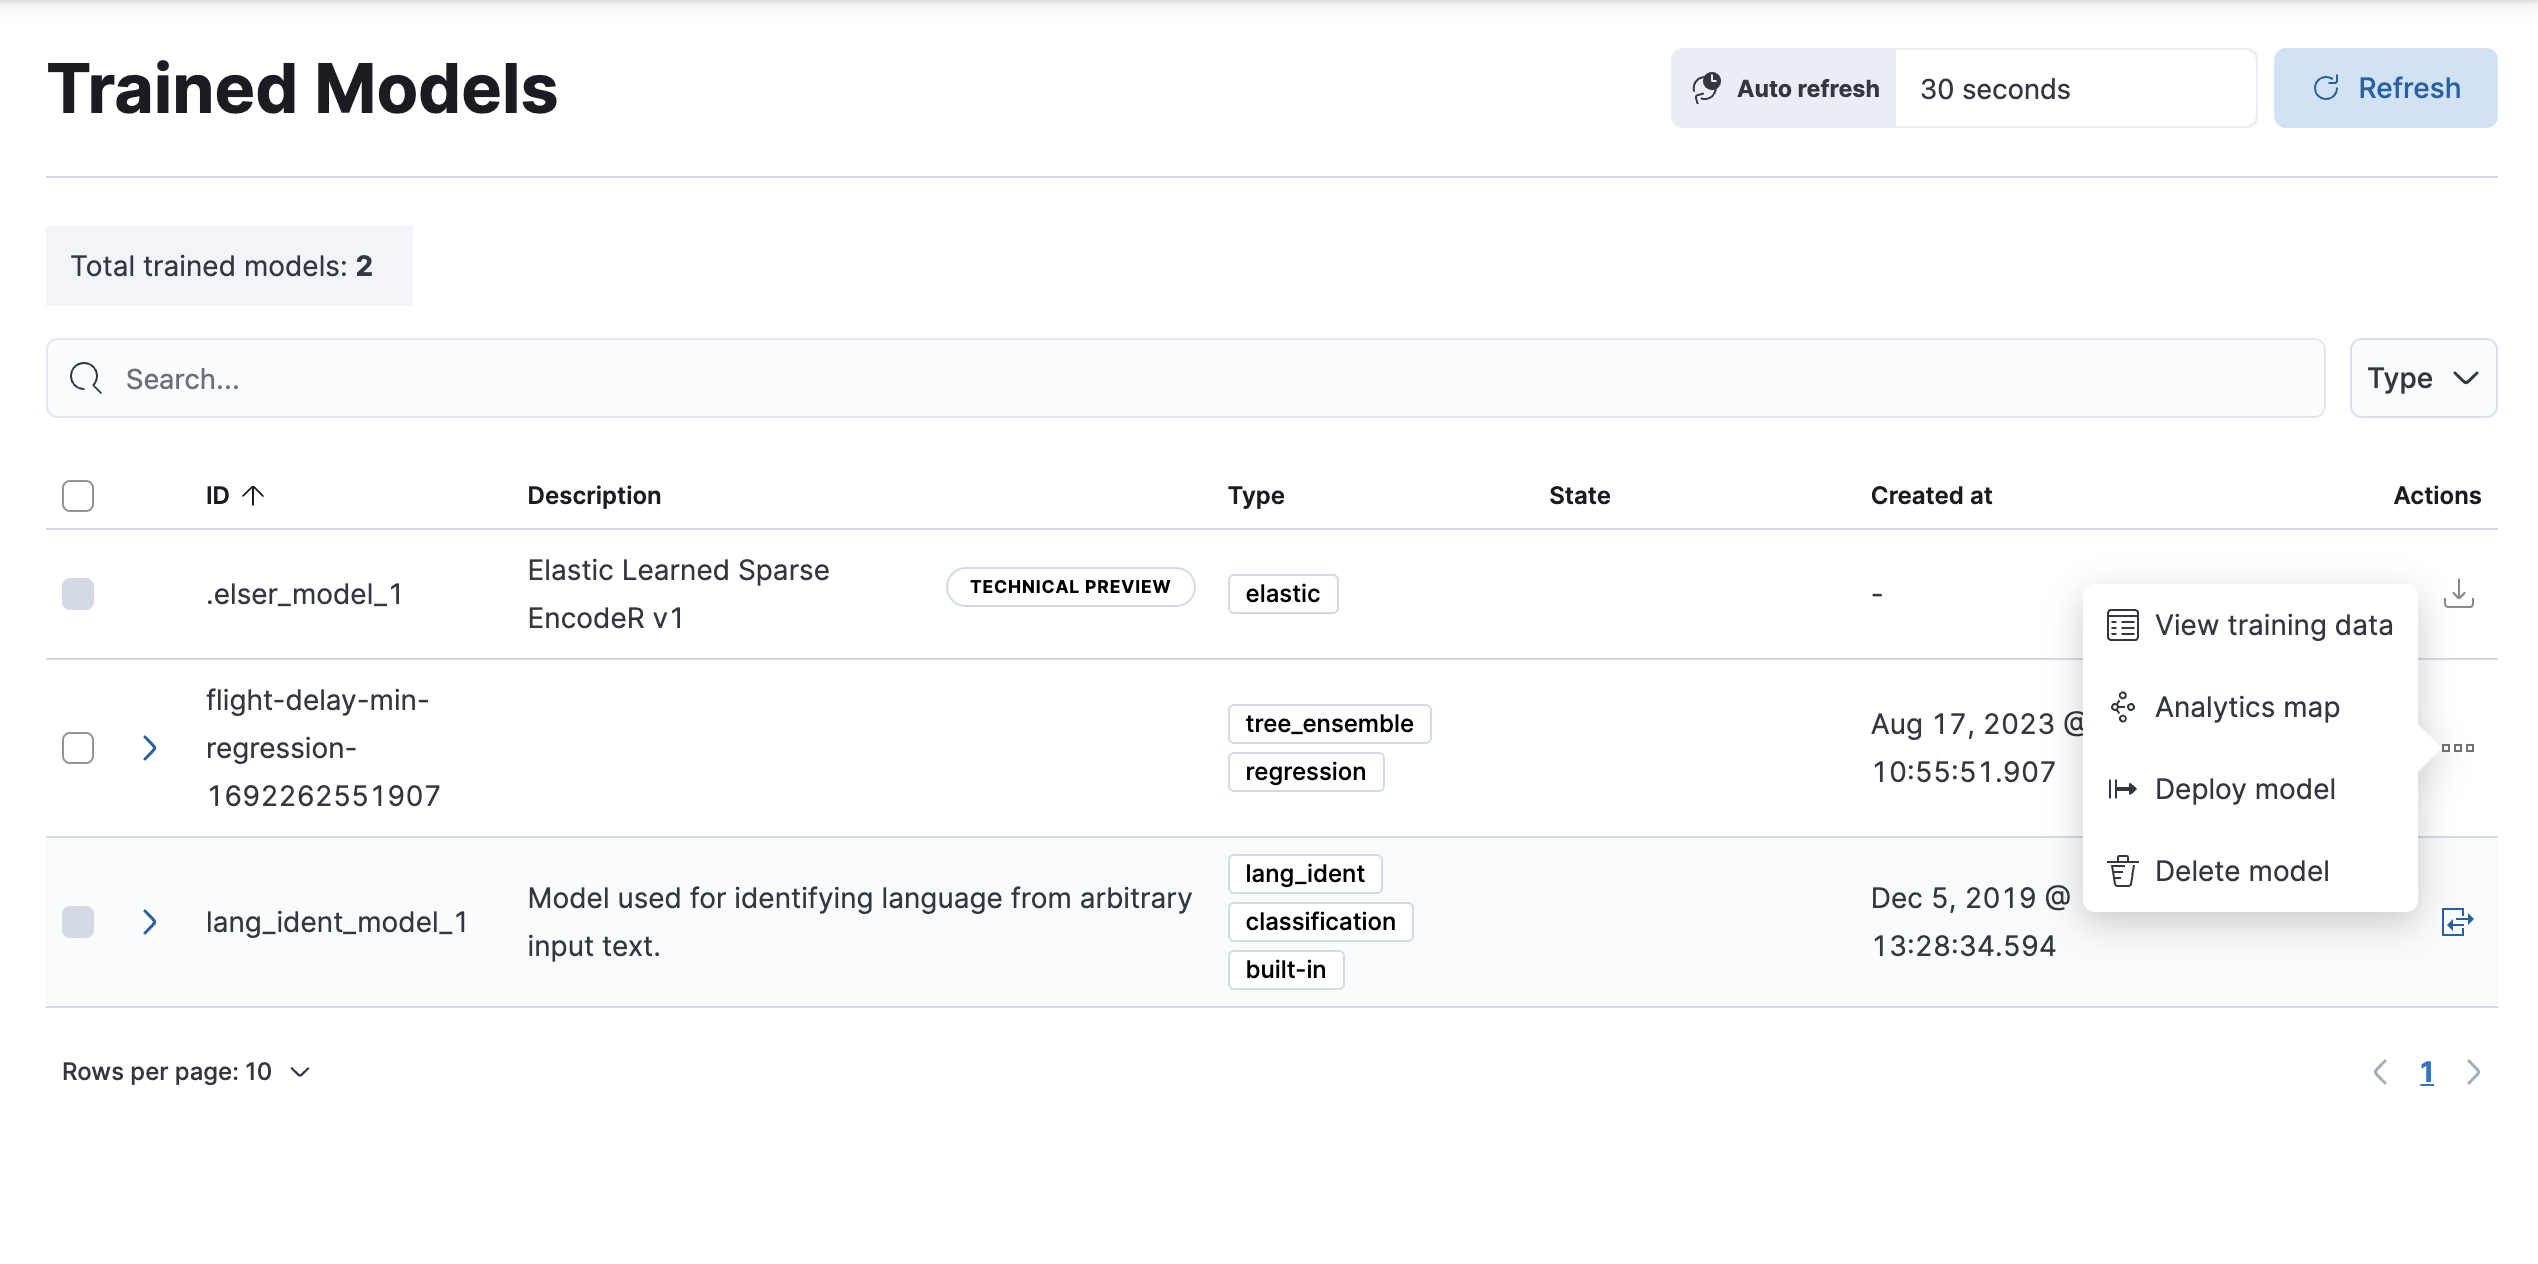 Trained Models
Auto refresh
30 seconds
Refresh
Total trained models: 2
Search...
Type
ID
Description
Type
State
Created at
Actions
.elser_model_1
Elastic Learned Sparse
EncodeR v1
TECHNICAL PREVIEW
elastic
-
flight-delay-min-
regression-
1692262551907
tree_ensemble
regression
Aug 17, 2023 @
10:55:51.907
lang_ident_model_1
Model used for identifying language from arbitrary
input text.
lang_ident
classification
built-in
Dec 5, 2019 @
13:28:34.594
View training data
Analytics map
Deploy model
Delete model
Rows per page: 10
1